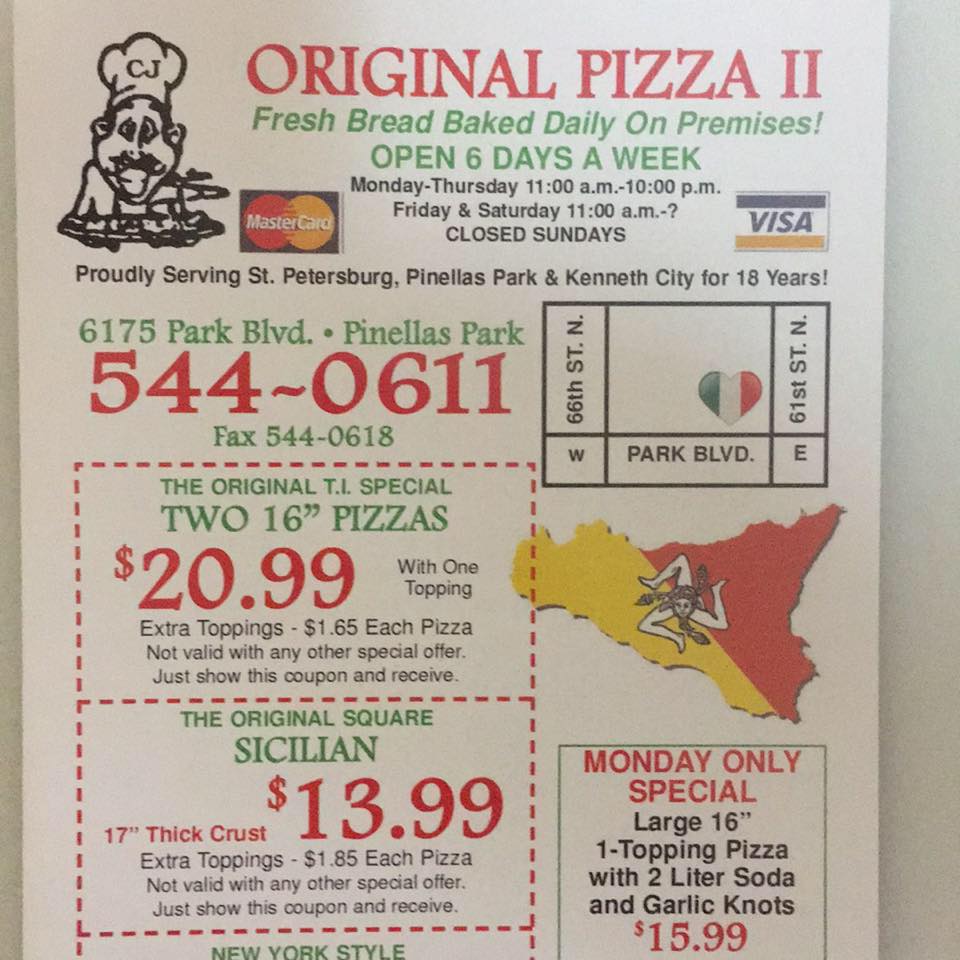 CJ
ORIGINAL PIZZA II
Fresh Bread Baked Daily On Premises!
OPEN 6 DAYS A WEEK
Monday-Thursday 11:00 a.m.-10:00 p.m.
Friday & Saturday 11:00 a.m.-?
CLOSED SUNDAYS
MasterCard
VISA
Proudly Serving St. Petersburg, Pinellas Park & Kenneth City for 18 Years!
6175 Park Blvd. • Pinellas Park
544~0611
Fax 544-0618
66th ST. N.
61st ST. N.
W
PARK BLVD.
E
THE ORIGINAL T.I. SPECIAL
TWO 16” PIZZAS
$20.99
With One
Topping
Extra Toppings - $1.65 Each Pizza
Not valid with any other special offer.
Just show this coupon and receive.
THE ORIGINAL SQUARE
SICILIAN
17” Thick Crust $13.99
Extra Toppings - $1.85 Each Pizza
Not valid with any other special offer.
Just show this coupon and receive.
NEW YORK STYLE
MONDAY ONLY
SPECIAL
Large 16”
1-Topping Pizza
with 2 Liter Soda
and Garlic Knots
$15.99